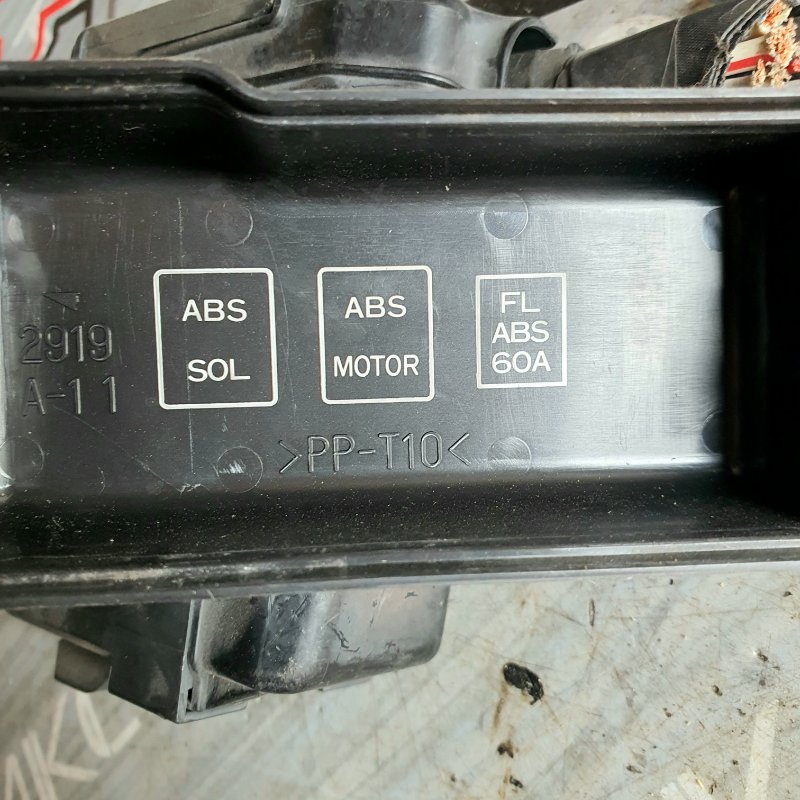 ABS
SOL
ABS
MOTOR
FL
ABS
60A
2919
A-11
>PP-T10<